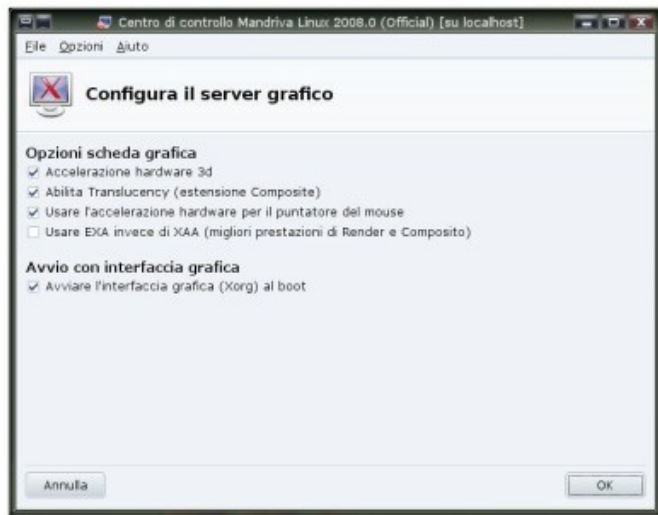 Centro di controllo Mandriva Linux 2008.0 (Official) [su localhost]
File Opzioni Aiuto
Configura il server grafico
Opzioni scheda grafica
Accelerazione hardware 3d
Abilita Translucency (estensione Composite)
Usare l'accelerazione hardware per il puntatore del mouse
Usare EXA invece di XAA (migliori prestazioni di Render e Composito)
Avvio con interfaccia grafica
Avviare l'interfaccia grafica (Xorg) al boot
Annulla OK